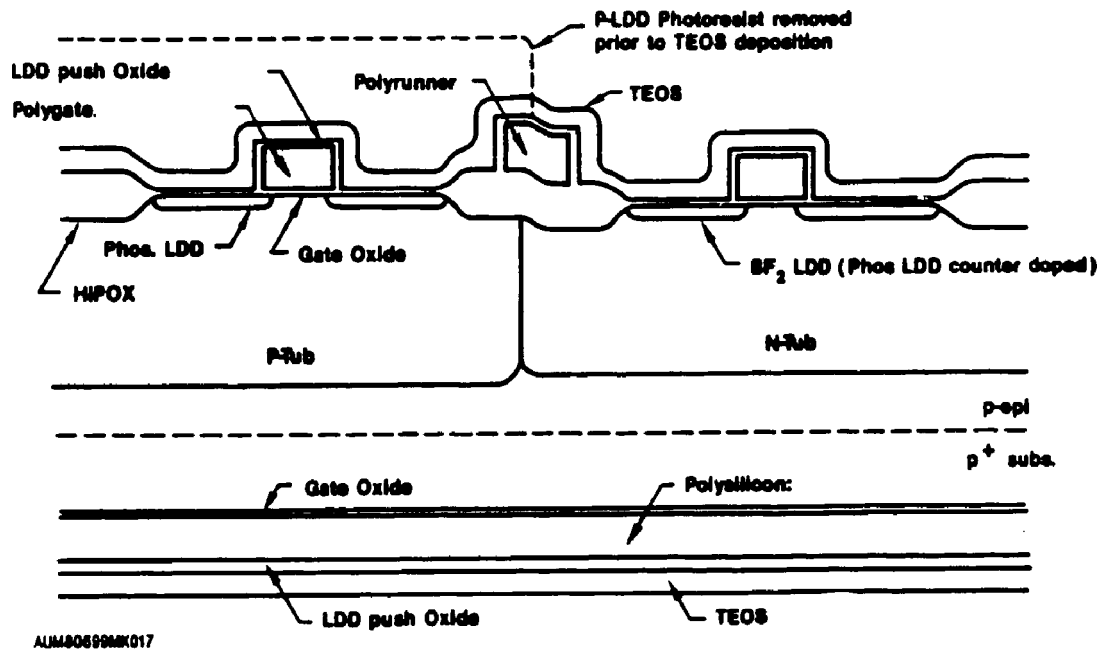 P-LDD Photoresist removed
prior to TEOS deposition
LDD push Oxide
Polyrunner
TEOS
Polygate.
Phos. LDD
Gate Oxide
BF₂ LDD (Phos LDD counter doped)
HIPOX
P-Tub
N-Tub
p-epi
p⁺ subs.
Gate Oxide
Polysilicon:
LDD push Oxide
TEOS
AUM80599MK017